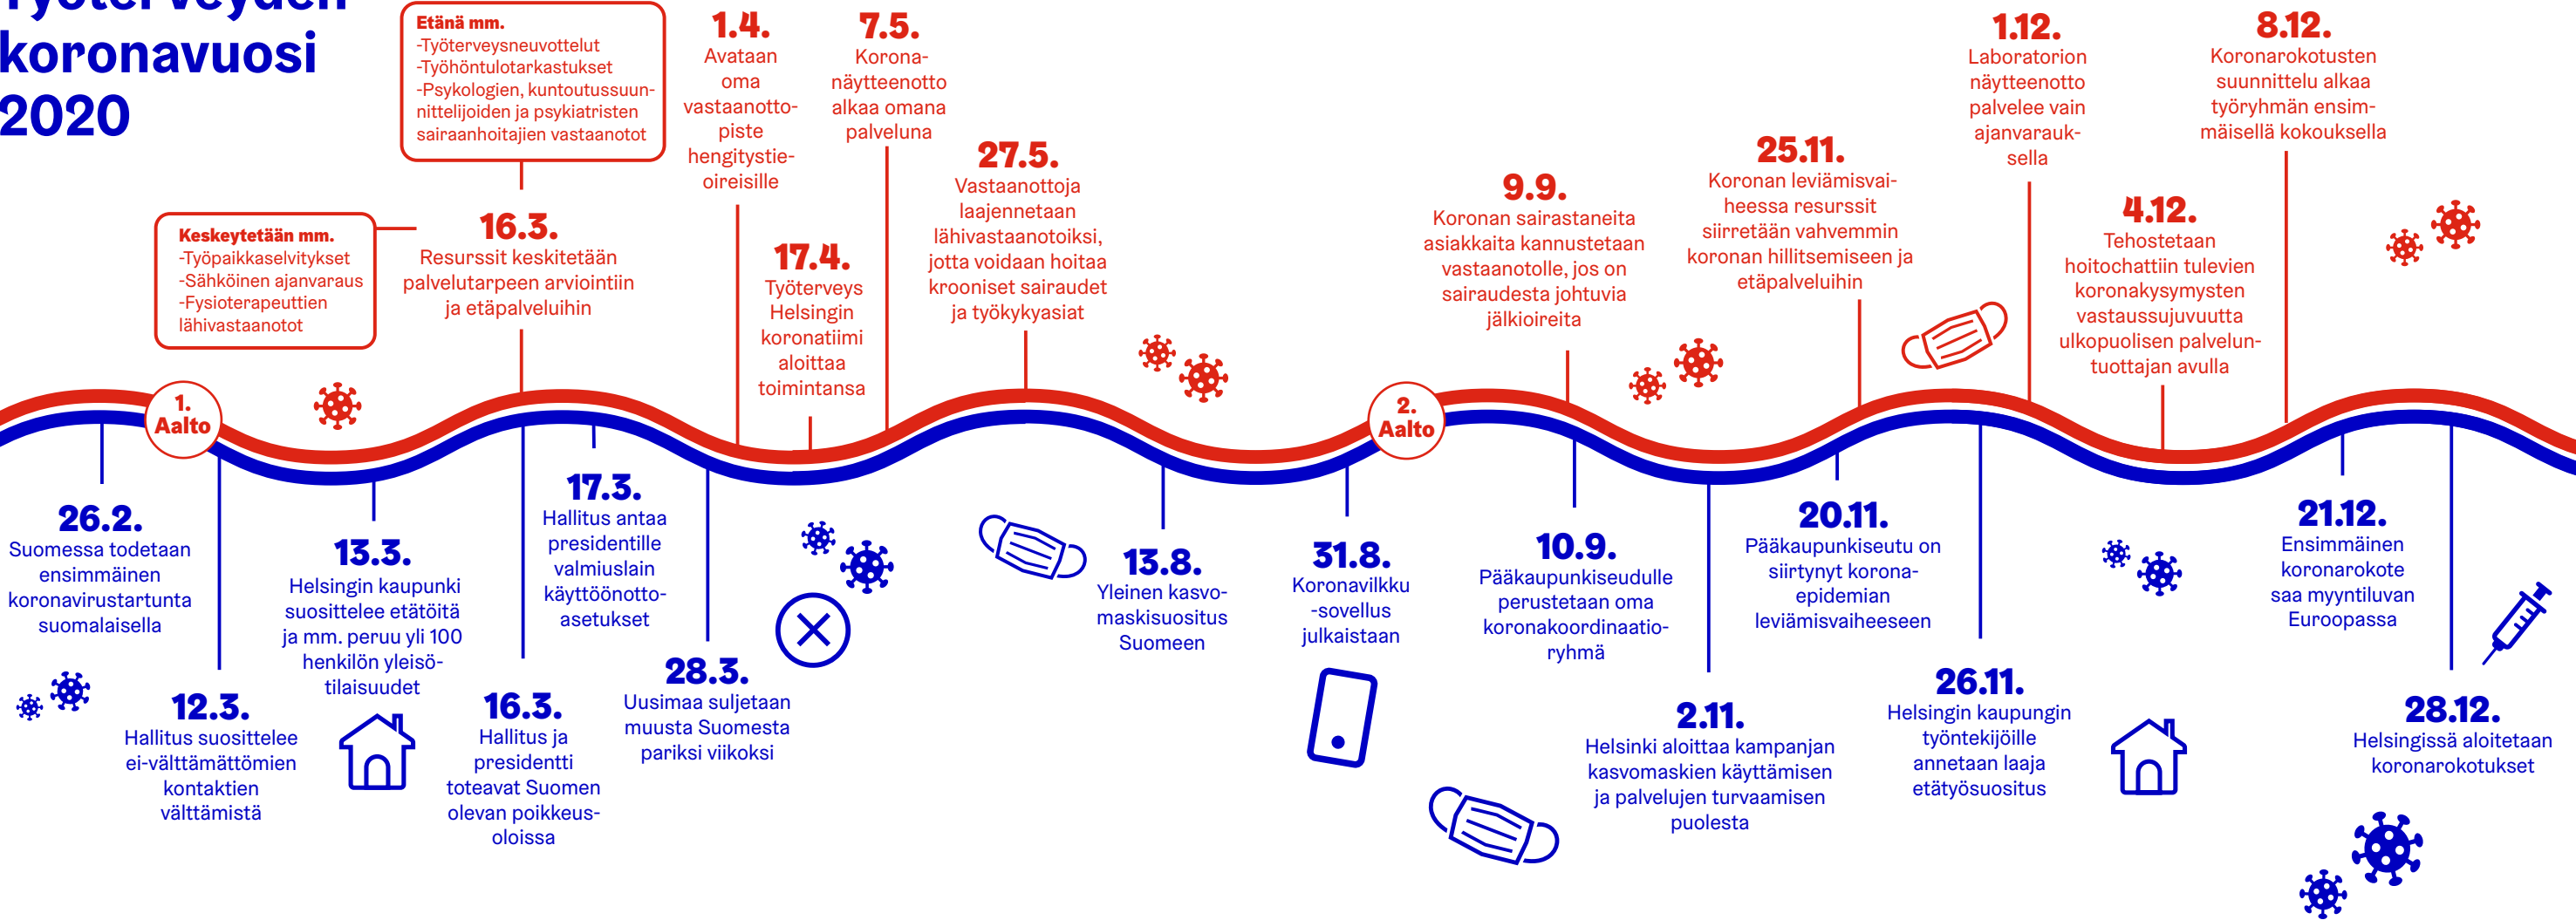 Työterveyden
koronavuosi
2020
Etänä mm.
-Työterveysneuvottelut
-Työhöntulotarkastukset
-Psykologien, kuntoutussuun-
nittelijoiden ja psykiatristen
sairaanhoitajien vastaanotot
Keskeytetään mm.
-Työpaikkaselvitykset
-Sähköinen ajanvaraus
-Fysioterapeuttien
lähivastaanotot
16.3.
Resurssit keskitetään
palvelutarpeen arviointiin
ja etäpalveluihin
1.4.
Avataan
oma
vastaanotto-
piste
hengitystie-
oireisille
17.4.
Työterveys
Helsingin
koronatiimi
aloittaa
toimintansa
7.5.
Korona-
näytteenotto
alkaa omana
palveluna
27.5.
Vastaanottoja
laajennetaan
lähivastaanotoiksi,
jotta voidaan hoitaa
krooniset sairaudet
ja työkykyasiat
9.9.
Koronan sairastaneita
asiakkaita kannustetaan
vastaanotolle, jos on
sairaudesta johtuvia
jälkioireita
25.11.
Koronan leviämisvai-
heessa resurssit
siirretään vahvemmin
koronan hillitsemiseen ja
etäpalveluihin
1.12.
Laboratorion
näytteenotto
palvelee vain
ajanvarauk-
sella
4.12.
Tehostetaan
hoitochattiin tulevien
koronakysymysten
vastaussujuvuutta
ulkopuolisen palvelun-
tuottajan avulla
8.12.
Koronarokotusten
suunnittelu alkaa
työryhmän ensim-
mäisellä kokouksella
1.
Aalto
2.
Aalto
26.2.
Suomessa todetaan
ensimmäinen
koronavirustartunta
suomalaisella
12.3.
Hallitus suosittelee
ei-välttämättömien
kontaktien
välttämistä
13.3.
Helsingin kaupunki
suosittelee etätöitä
ja mm. peruu yli 100
henkilön yleisö-
tilaisuudet
16.3.
Hallitus ja
presidentti
toteavat Suomen
olevan poikkeus-
oloissa
17.3.
Hallitus antaa
presidentille
valmiuslain
käyttöönotto-
asetukset
28.3.
Uusimaa suljetaan
muusta Suomesta
pariksi viikoksi
13.8.
Yleinen kasvo-
maskisuositus
Suomeen
31.8.
Koronavilkku
-sovellus
julkaistaan
10.9.
Pääkaupunkiseudulle
perustetaan oma
koronakoordinaatio-
ryhmä
2.11.
Helsinki aloittaa kampanjan
kasvomaskien käyttämisen
ja palvelujen turvaamisen
puolesta
20.11.
Pääkaupunkiseutu on
siirtynyt korona-
epidemian
leviämisvaiheeseen
26.11.
Helsingin kaupungin
työntekijöille
annetaan laaja
etätyösuositus
21.12.
Ensimmäinen
koronarokote
saa myyntiluvan
Euroopassa
28.12.
Helsingissä aloitetaan
koronarokotukset